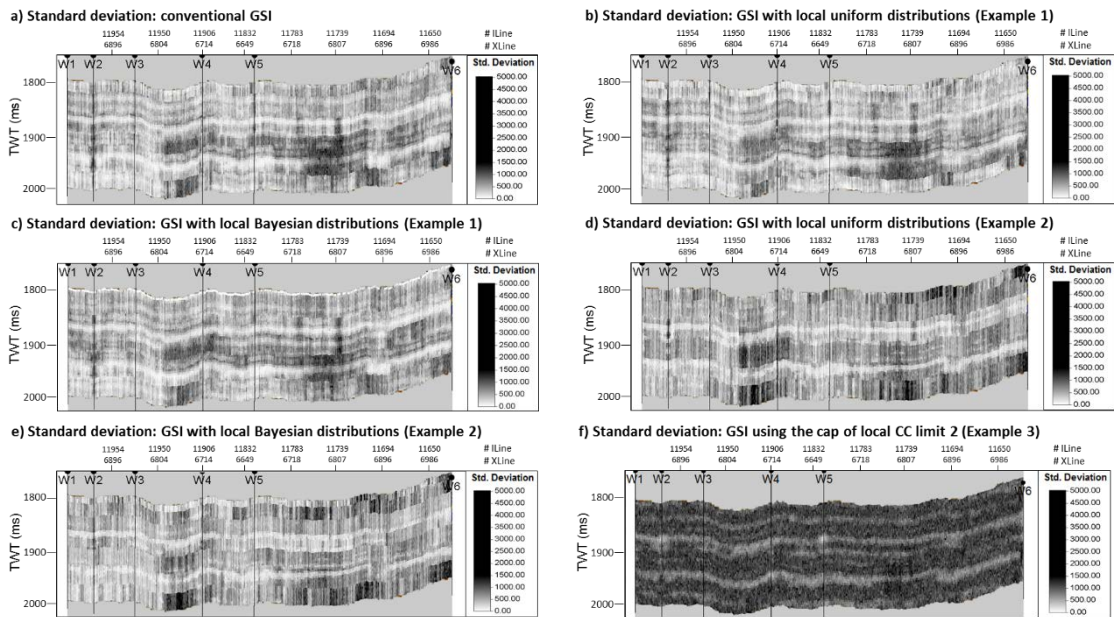 a) Standard deviation: conventional GSI
11954 11950 11906 11832 11783 11739 11694 11650 # ILine
6896 6804 6714 6649 6718 6807 6896 6986 # XLine
W1 W2 W3 W4 W5 W6
TWT (ms)
1800
1900
2000
Std. Deviation
5000.00
4500.00
4000.00
3500.00
3000.00
2500.00
2000.00
1500.00
1000.00
500.00
0.00
b) Standard deviation: GSI with local uniform distributions (Example 1)
11954 11950 11906 11832 11783 11739 11694 11650 # ILine
6896 6804 6714 6649 6718 6807 6896 6986 # XLine
W1 W2 W3 W4 W5 W6
TWT (ms)
1800
1900
2000
Std. Deviation
5000.00
4500.00
4000.00
3500.00
3000.00
2500.00
2000.00
1500.00
1000.00
500.00
0.00
c) Standard deviation: GSI with local Bayesian distributions (Example 1)
11954 11950 11906 11832 11783 11739 11694 11650 # ILine
6896 6804 6714 6649 6718 6807 6896 6986 # XLine
W1 W2 W3 W4 W5 W6
TWT (ms)
1800
1900
2000
Std. Deviation
5000.00
4500.00
4000.00
3500.00
3000.00
2500.00
2000.00
1500.00
1000.00
500.00
0.00
d) Standard deviation: GSI with local uniform distributions (Example 2)
11954 11950 11906 11832 11783 11739 11694 11650 # ILine
6896 6804 6714 6649 6718 6807 6896 6986 # XLine
W1 W2 W3 W4 W5 W6
TWT (ms)
1800
1900
2000
Std. Deviation
5000.00
4500.00
4000.00
3500.00
3000.00
2500.00
2000.00
1500.00
1000.00
500.00
0.00
e) Standard deviation: GSI with local Bayesian distributions (Example 2)
11954 11950 11906 11832 11783 11739 11694 11650 # ILine
6896 6804 6714 6649 6718 6807 6896 6986 # XLine
W1 W2 W3 W4 W5 W6
TWT (ms)
1800
1900
2000
Std. Deviation
5000.00
4500.00
4000.00
3500.00
3000.00
2500.00
2000.00
1500.00
1000.00
500.00
0.00
f) Standard deviation: GSI using the cap of local CC limit 2 (Example 3)
11954 11950 11906 11832 11783 11739 11694 11650 # ILine
6896 6804 6714 6649 6718 6807 6896 6986 # XLine
W1 W2 W3 W4 W5 W6
TWT (ms)
1800
1900
2000
Std. Deviation
5000.00
4500.00
4000.00
3500.00
3000.00
2500.00
2000.00
1500.00
1000.00
500.00
0.00